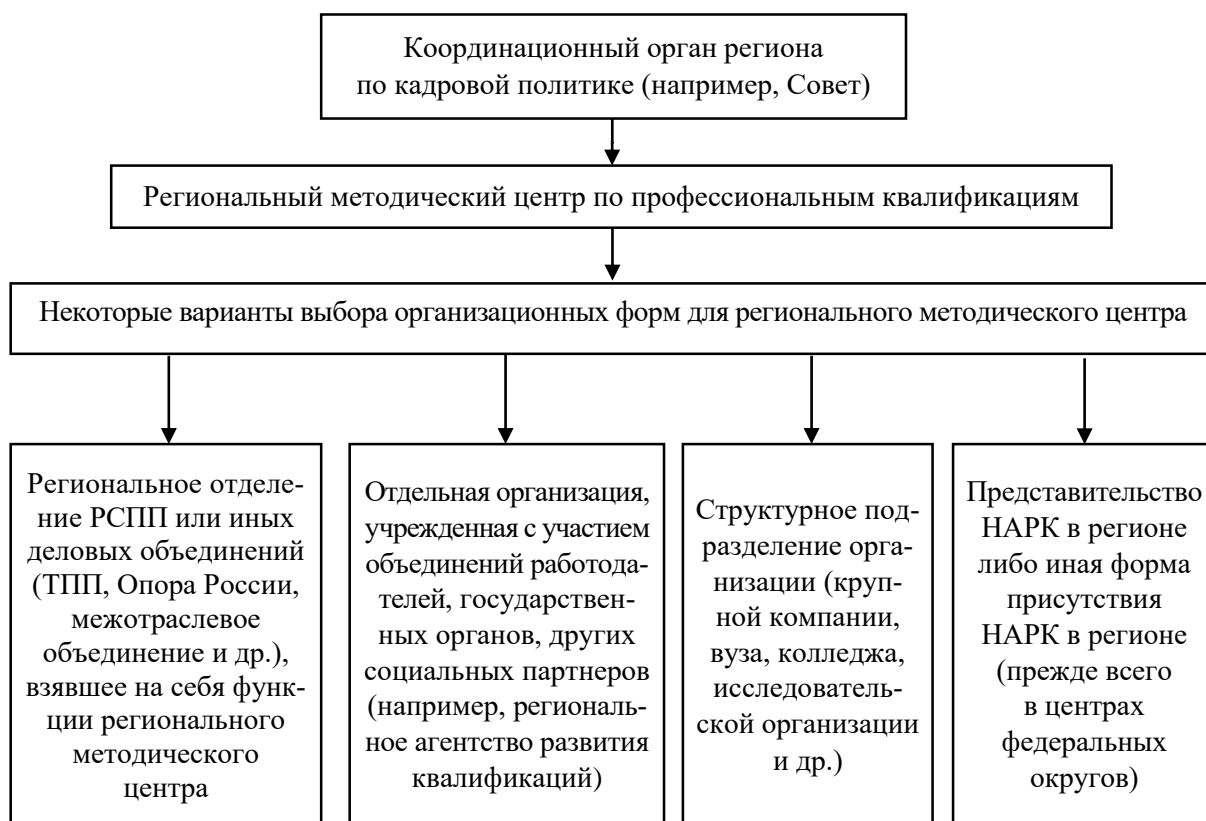 Координационный орган региона
по кадровой политике (например, Совет)
Региональный методический центр по профессиональным квалификациям
Некоторые варианты выбора организационных форм для регионального методического центра
Региональное отделе-
ние РСПП или иных
деловых объединений
(ТПП, Опора России,
межотраслевое
объединение и др.),
взявшее на себя функ-
ции регионального
методического
центра
Отдельная организация,
учрежденная с участием
объединений работода-
телей, государствен-
ных органов, других
социальных партнеров
(например, региональ-
ное агентство развития
квалификаций)
Структурное под-
разделение орга-
низации (круп-
ной компании,
вуза, колледжа,
исследователь-
ской организации
и др.)
Представительство
НАРК в регионе
либо иная форма
присутствия
НАРК в регионе
(прежде всего
в центрах
федеральных
округов)